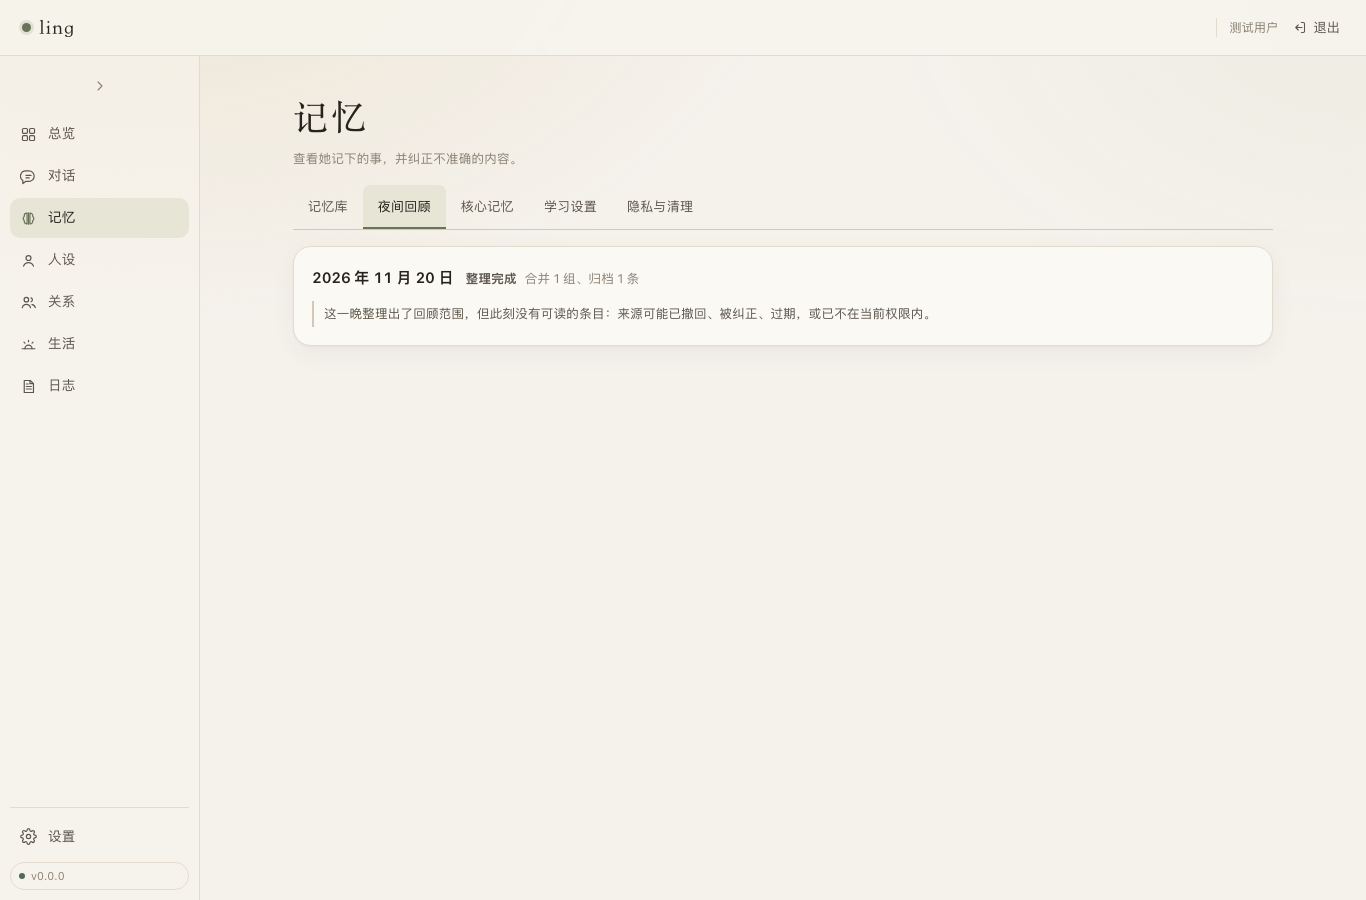 ling
测试用户
退出
总览
对话
记忆
人设
关系
生活
日志
设置
v0.0.0
记忆
查看她记下的事，并纠正不准确的内容。
记忆库 夜间回顾 核心记忆 学习设置 隐私与清理
2026 年 11 月 20 日 整理完成 合并 1 组、归档 1 条
这一晚整理出了回顾范围，但此刻没有可读的条目：来源可能已撤回、被纠正、过期，或已不在当前权限内。